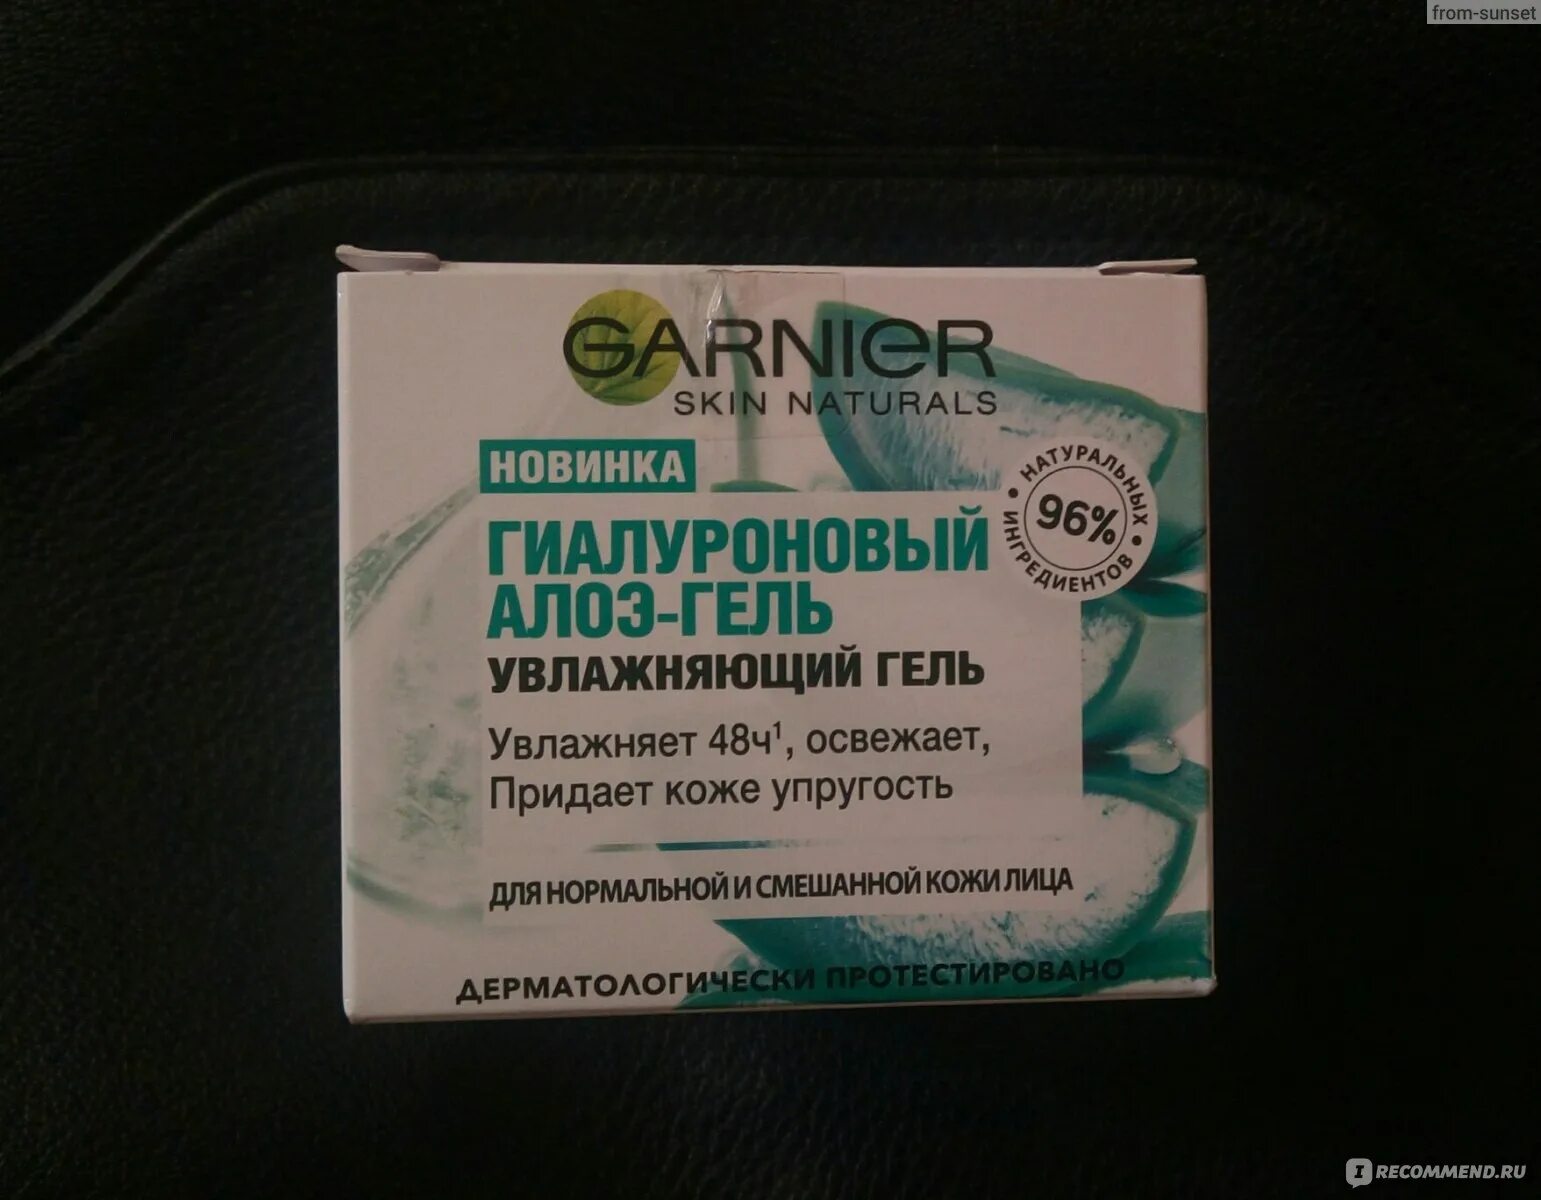 from-sunset
GARNIER
SKIN NATURALS
НОВИНКА
ГИАЛУРОНОВЫЙ
АЛОЭ-ГЕЛЬ
УВЛАЖНЯЮЩИЙ ГЕЛЬ
Увлажняет 48ч¹, освежает,
Придает коже упругость
ДЛЯ НОРМАЛЬНОЙ И СМЕШАННОЙ КОЖИ ЛИЦА
ДЕРМАТОЛОГИЧЕСКИ ПРОТЕСТИРОВАНО
96%
• НАТУРАЛЬНЫХ •
ИНГРЕДИЕНТОВ
IRECOMMEND.RU